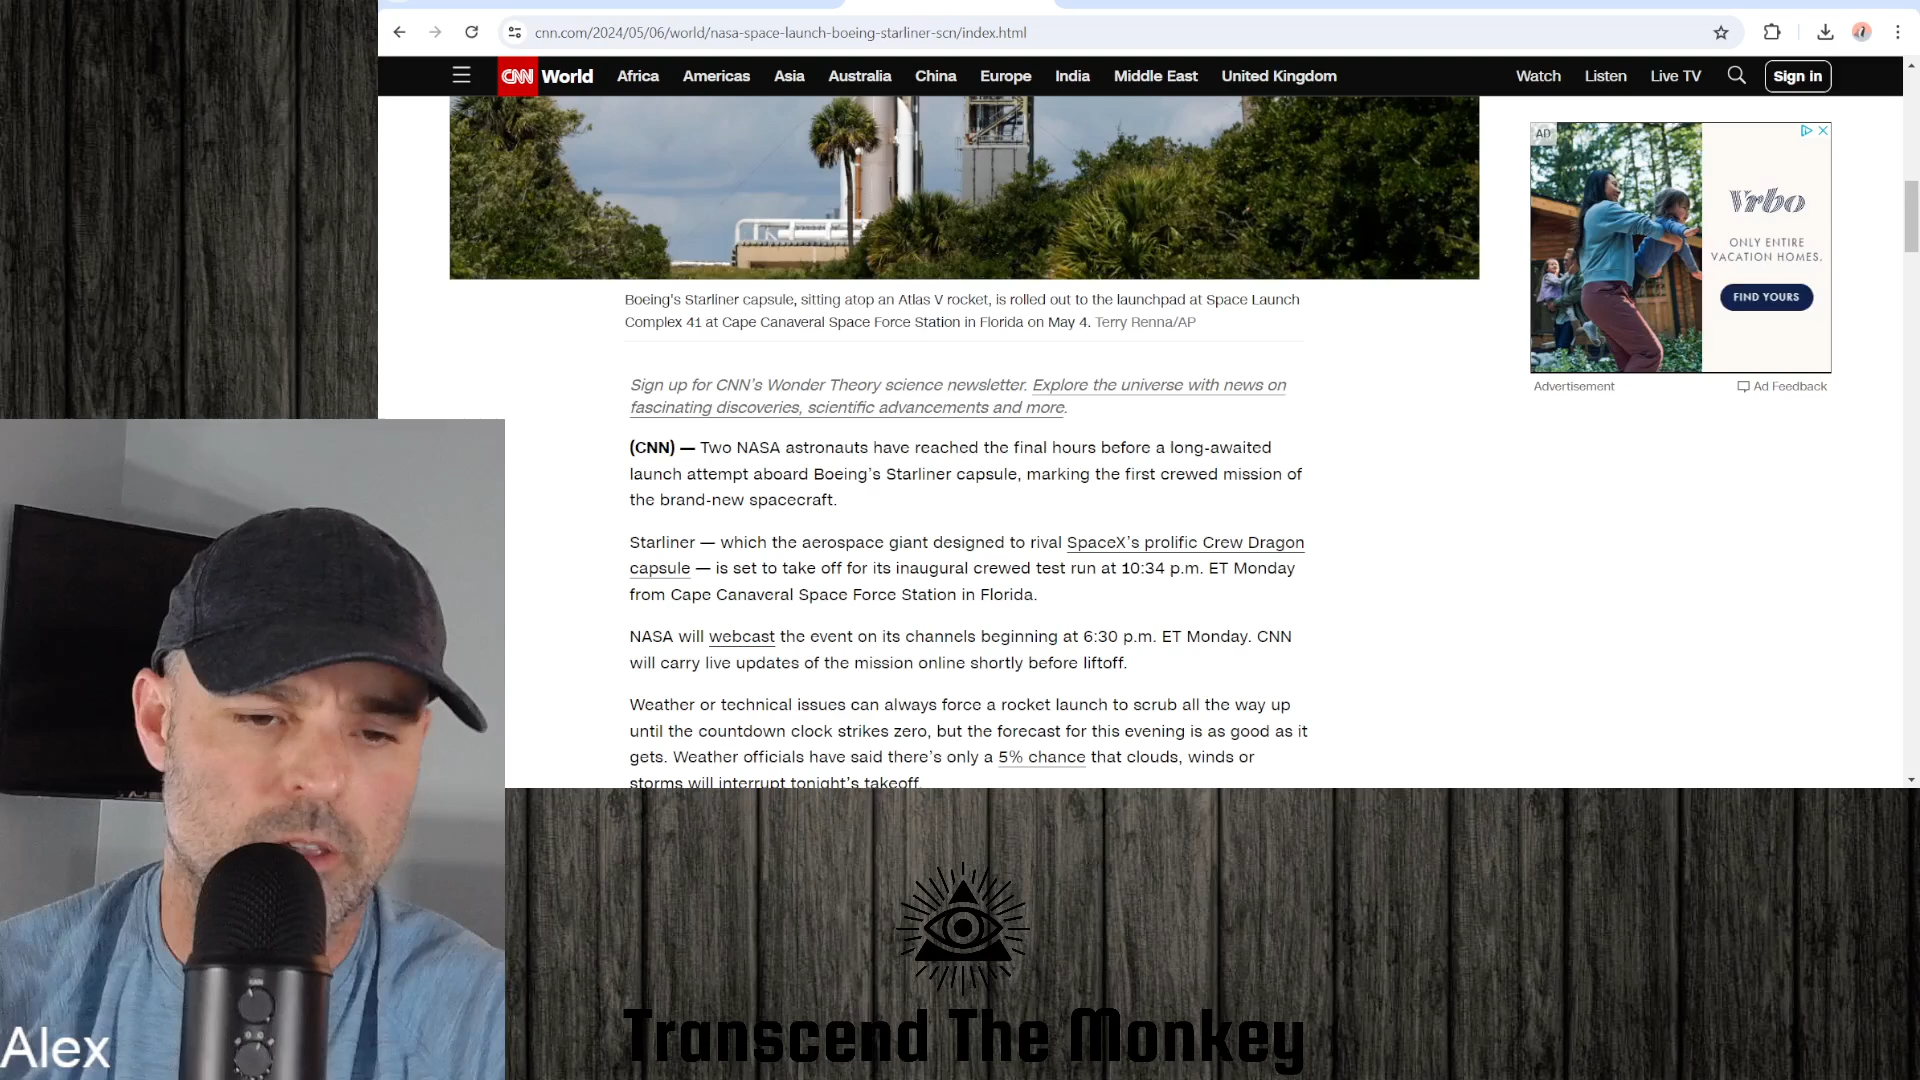 cnn.com/2024/05/06/world/nasa-space-launch-boeing-starliner-scn/index.html
CNN World Africa Americas Asia Australia China Europe India Middle East United Kingdom Watch Listen Live TV Sign in
AD
Vrbo
ONLY ENTIRE
VACATION HOMES.
FIND YOURS
Advertisement Ad Feedback
Boeing's Starliner capsule, sitting atop an Atlas V rocket, is rolled out to the launchpad at Space Launch
Complex 41 at Cape Canaveral Space Force Station in Florida on May 4. Terry Renna/AP
Sign up for CNN's Wonder Theory science newsletter. Explore the universe with news on
fascinating discoveries, scientific advancements and more.
(CNN) — Two NASA astronauts have reached the final hours before a long-awaited
launch attempt aboard Boeing's Starliner capsule, marking the first crewed mission of
the brand-new spacecraft.
Starliner — which the aerospace giant designed to rival SpaceX's prolific Crew Dragon
capsule — is set to take off for its inaugural crewed test run at 10:34 p.m. ET Monday
from Cape Canaveral Space Force Station in Florida.
NASA will webcast the event on its channels beginning at 6:30 p.m. ET Monday. CNN
will carry live updates of the mission online shortly before liftoff.
Weather or technical issues can always force a rocket launch to scrub all the way up
until the countdown clock strikes zero, but the forecast for this evening is as good as it
gets. Weather officials have said there's only a 5% chance that clouds, winds or
storms will interrupt tonight's takeoff.
Alex
Transcend The Monkey